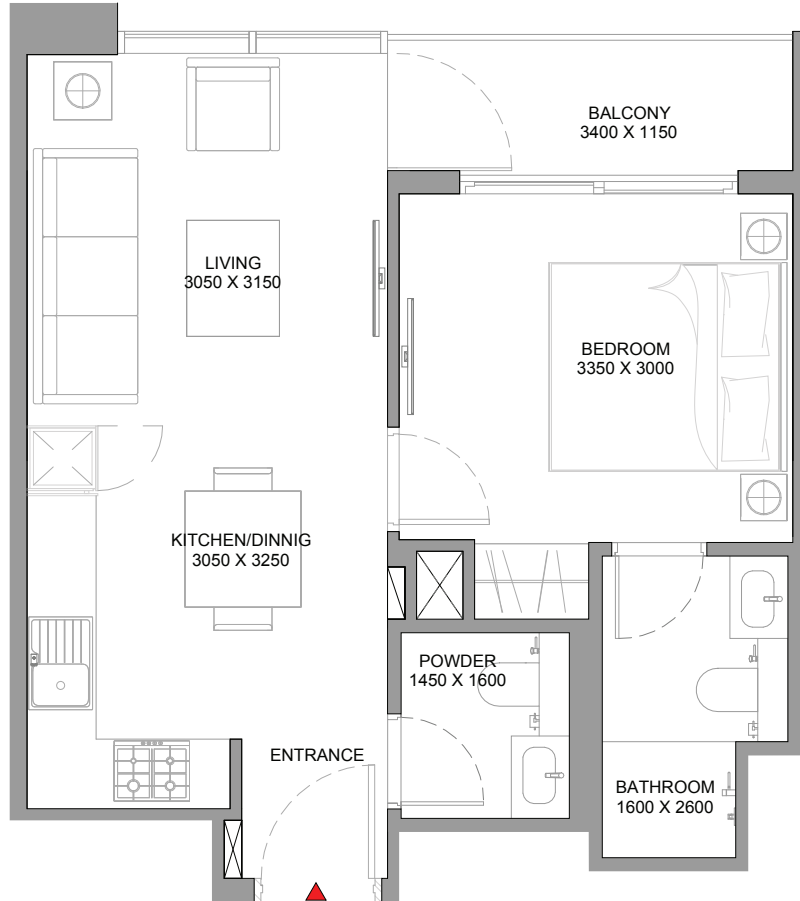 BALCONY
3400 X 1150
LIVING
3050 X 3150
BEDROOM
3350 X 3000
KITCHEN/DINNIG
3050 X 3250
POWDER
1450 X 1600
ENTRANCE
BATHROOM
1600 X 2600